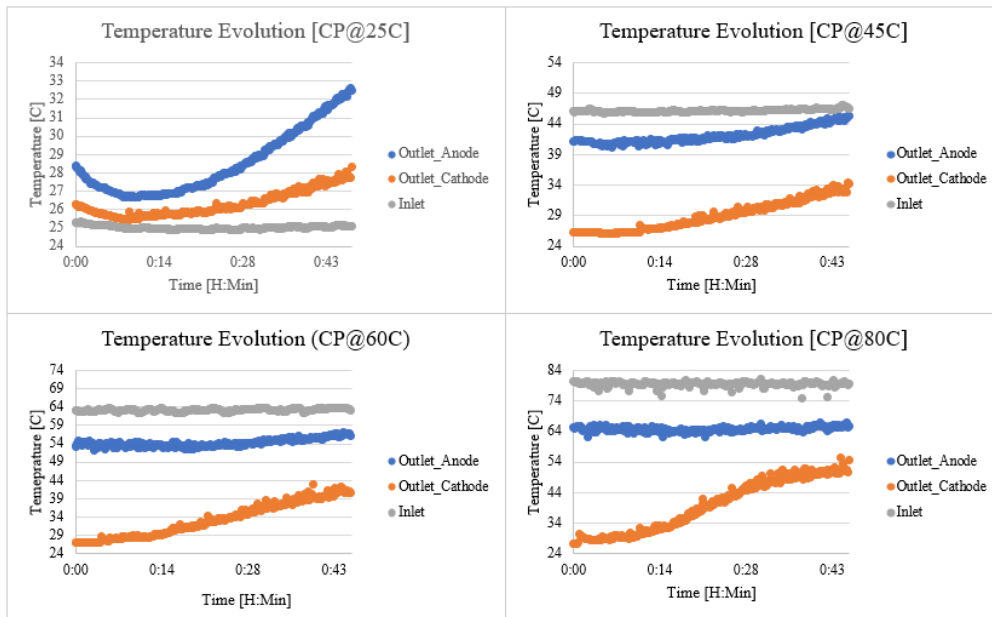 Temperature Evolution [CP@25C]
Temperature [C]
34
33
32
31
30
29
28
27
26
25
24
0:00 0:14 0:28 0:43
Time [H:Min]
Outlet_Anode
Outlet_Cathode
Inlet
Temperature Evolution [CP@45C]
Temperature [C]
54
49
44
39
34
29
24
0:00 0:14 0:28 0:43
Time [H:Min]
Outlet_Anode
Outlet_Cathode
Inlet
Temperature Evolution (CP@60C)
Temeprature [C]
74
69
64
59
54
49
44
39
34
29
24
0:00 0:14 0:28 0:43
Time [H:Min]
Outlet_Anode
Outlet_Cathode
Inlet
Temperature Evolution [CP@80C]
Temperature [C]
84
74
64
54
44
34
24
0:00 0:14 0:28 0:43
Time [H:Min]
Outlet_Anode
Outlet_Cathode
Inlet